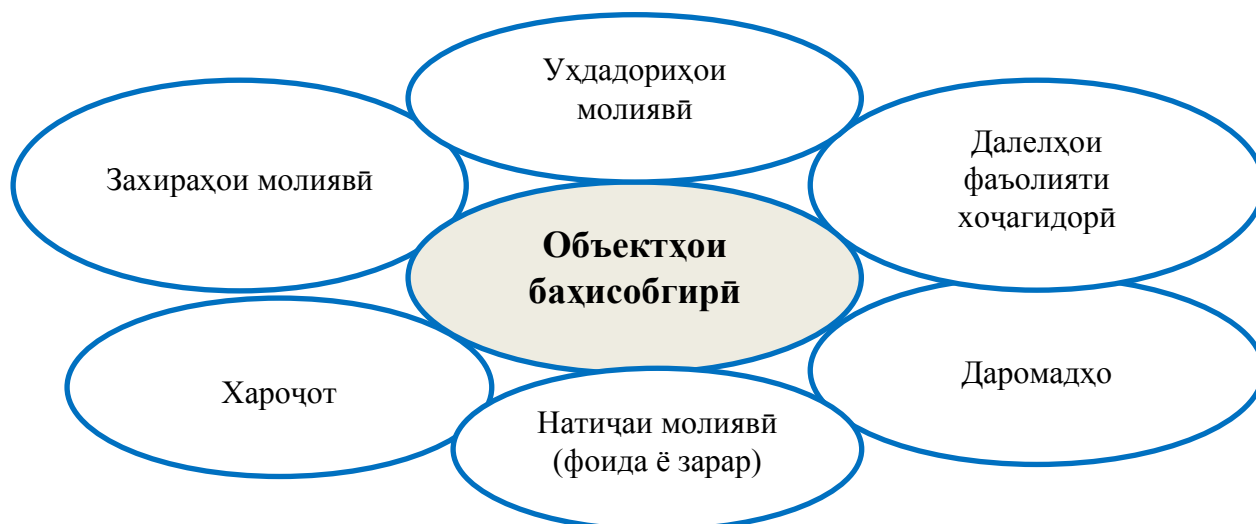 Уҳдадориҳои
молиявӣ
Захираҳои молиявӣ
Далелҳои
фаъолияти
хоҷагидорӣ
Объектҳои
баҳисобгирӣ
Хароҷот
Даромадҳо
Натиҷаи молиявӣ
(фоида ё зарар)